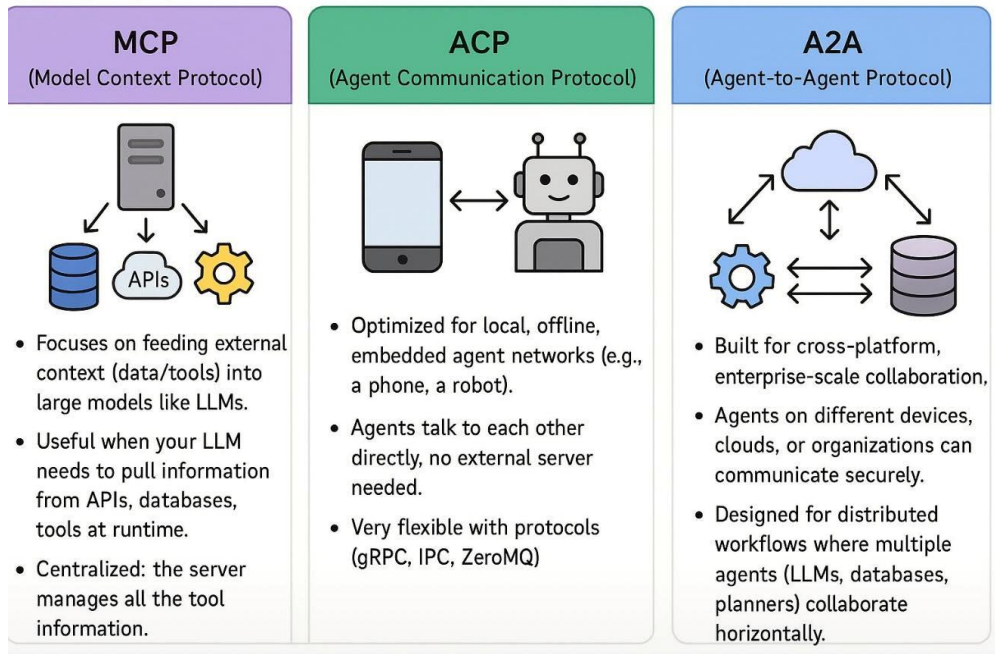 MCP
(Model Context Protocol)
APIs
• Focuses on feeding external
context (data/tools) into
large models like LLMs.
• Useful when your LLM
needs to pull information
from APIs, databases,
tools at runtime.
• Centralized: the server
manages all the tool
information.
ACP
(Agent Communication Protocol)
• Optimized for local, offline,
embedded agent networks (e.g.,
a phone, a robot).
• Agents talk to each other
directly, no external server
needed.
• Very flexible with protocols
(gRPC, IPC, ZeroMQ)
A2A
(Agent-to-Agent Protocol)
• Built for cross-platform,
enterprise-scale collaboration,
• Agents on different devices,
clouds, or organizations can
communicate securely.
• Designed for distributed
workflows where multiple
agents (LLMs, databases,
planners) collaborate
horizontally.